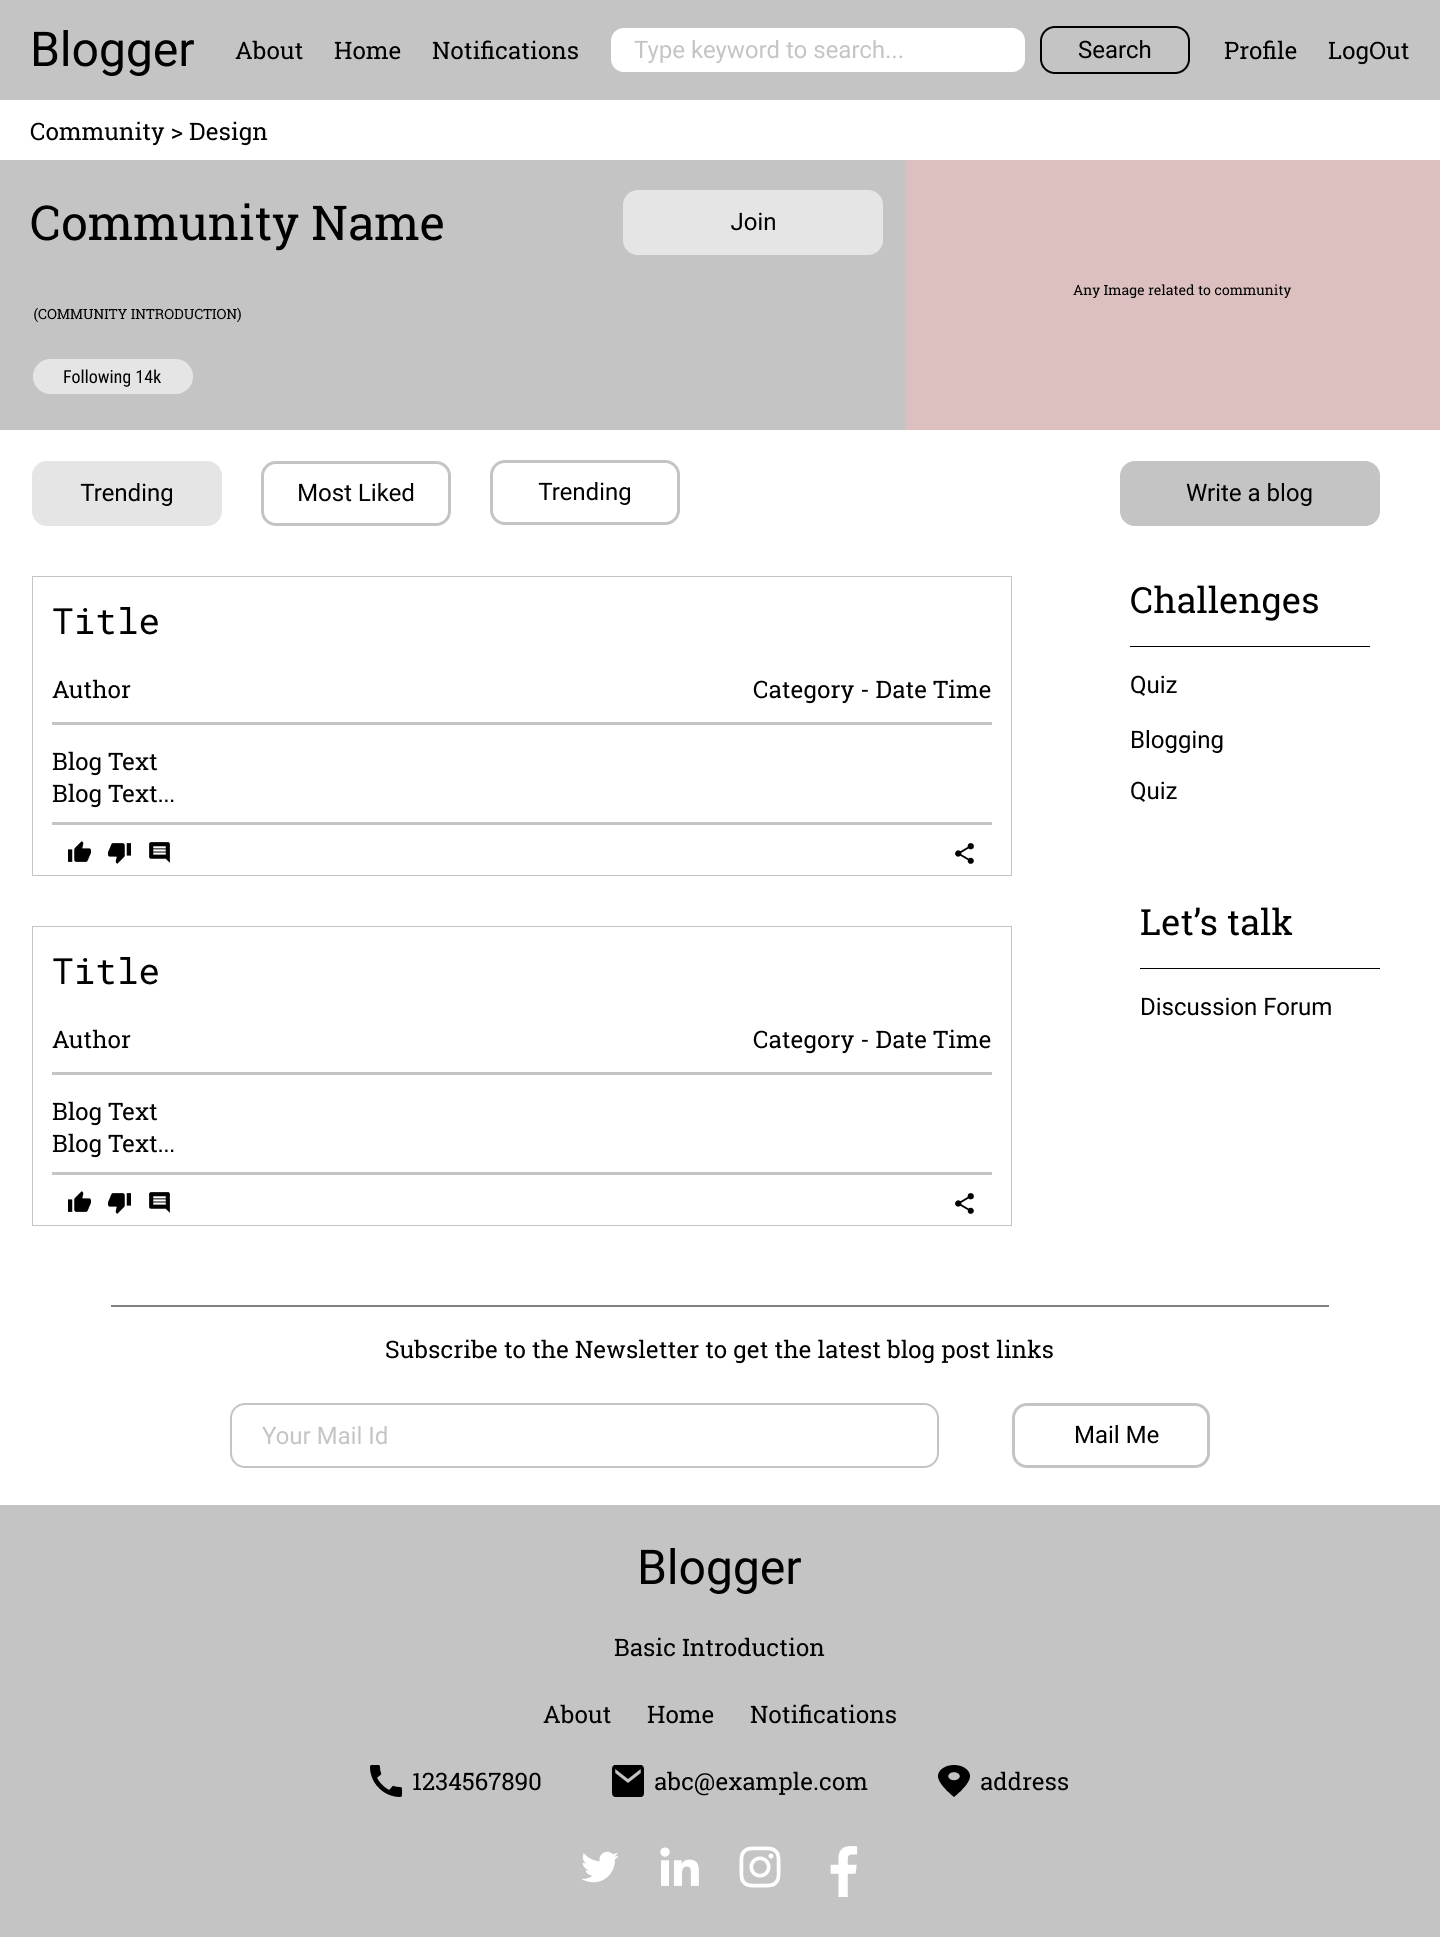 Blogger
About Home Notifications
Type keyword to search...
Search
Profile LogOut
Community > Design
Community Name
Join
(COMMUNITY INTRODUCTION)
Following 14k
Any Image related to community
Trending
Most Liked
Trending
Write a blog
Title
Author
Category - Date Time
Blog Text
Blog Text...
Title
Author
Category - Date Time
Blog Text
Blog Text...
Challenges
Quiz
Blogging
Quiz
Let’s talk
Discussion Forum
Subscribe to the Newsletter to get the latest blog post links
Your Mail Id
Mail Me
Blogger
Basic Introduction
About Home Notifications
1234567890
abc@example.com
address